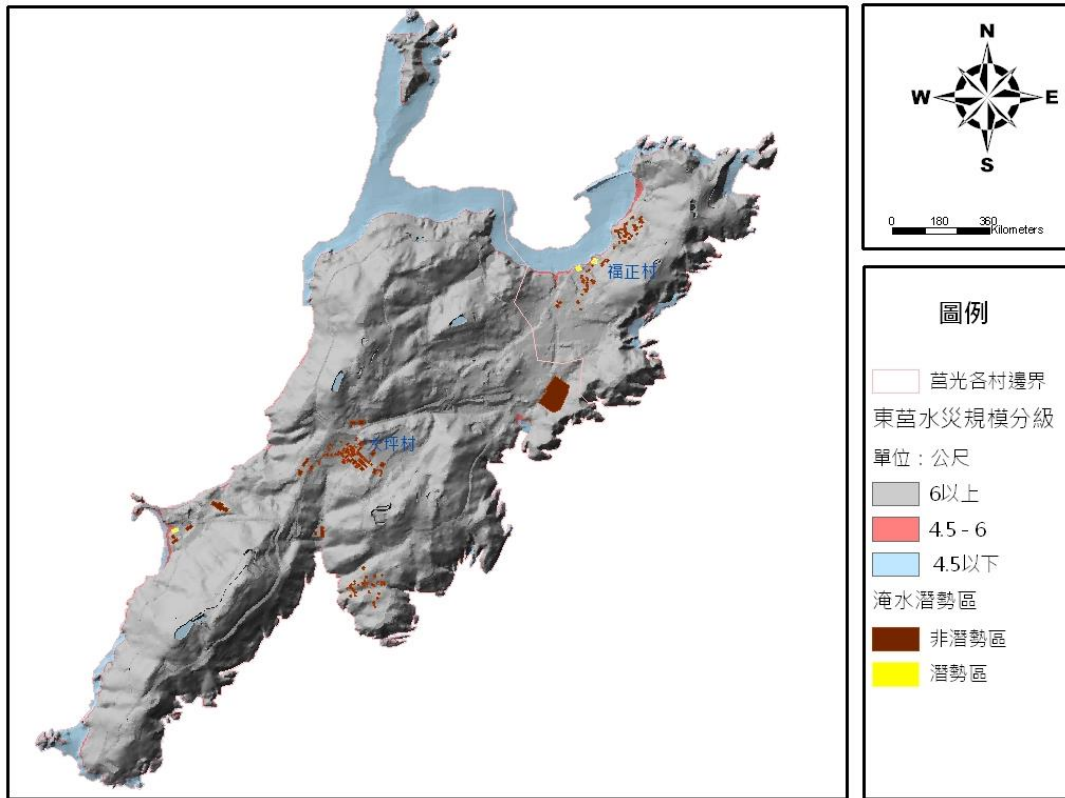 福正村
大坪村
N
W E
S
0 180 360
Kilometers
圖例
莒光各村邊界
東莒水災規模分級
單位：公尺
6以上
4.5 - 6
4.5以下
淹水潛勢區
非潛勢區
潛勢區